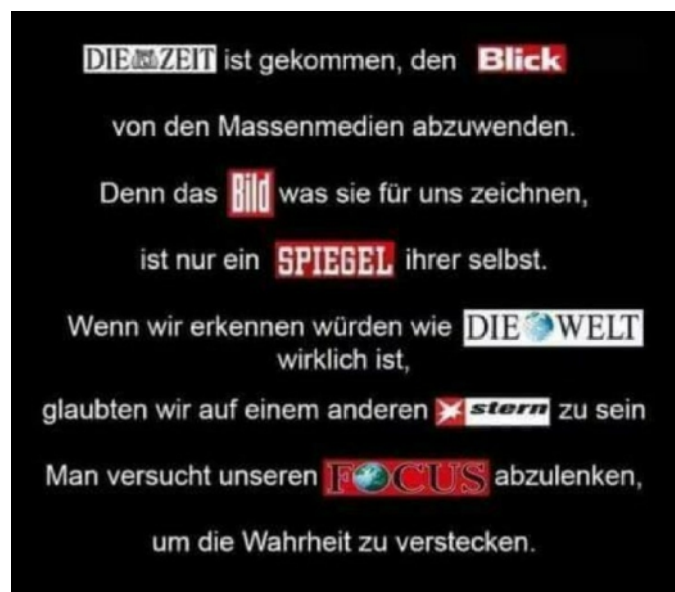 DIE ZEIT ist gekommen, den Blick
von den Massenmedien abzuwenden.
Denn das Bild was sie für uns zeichnen,
ist nur ein SPIEGEL ihrer selbst.
Wenn wir erkennen würden wie DIE WELT
wirklich ist,
glaubten wir auf einem anderen stern zu sein
Man versucht unseren FOCUS abzulenken,
um die Wahrheit zu verstecken.